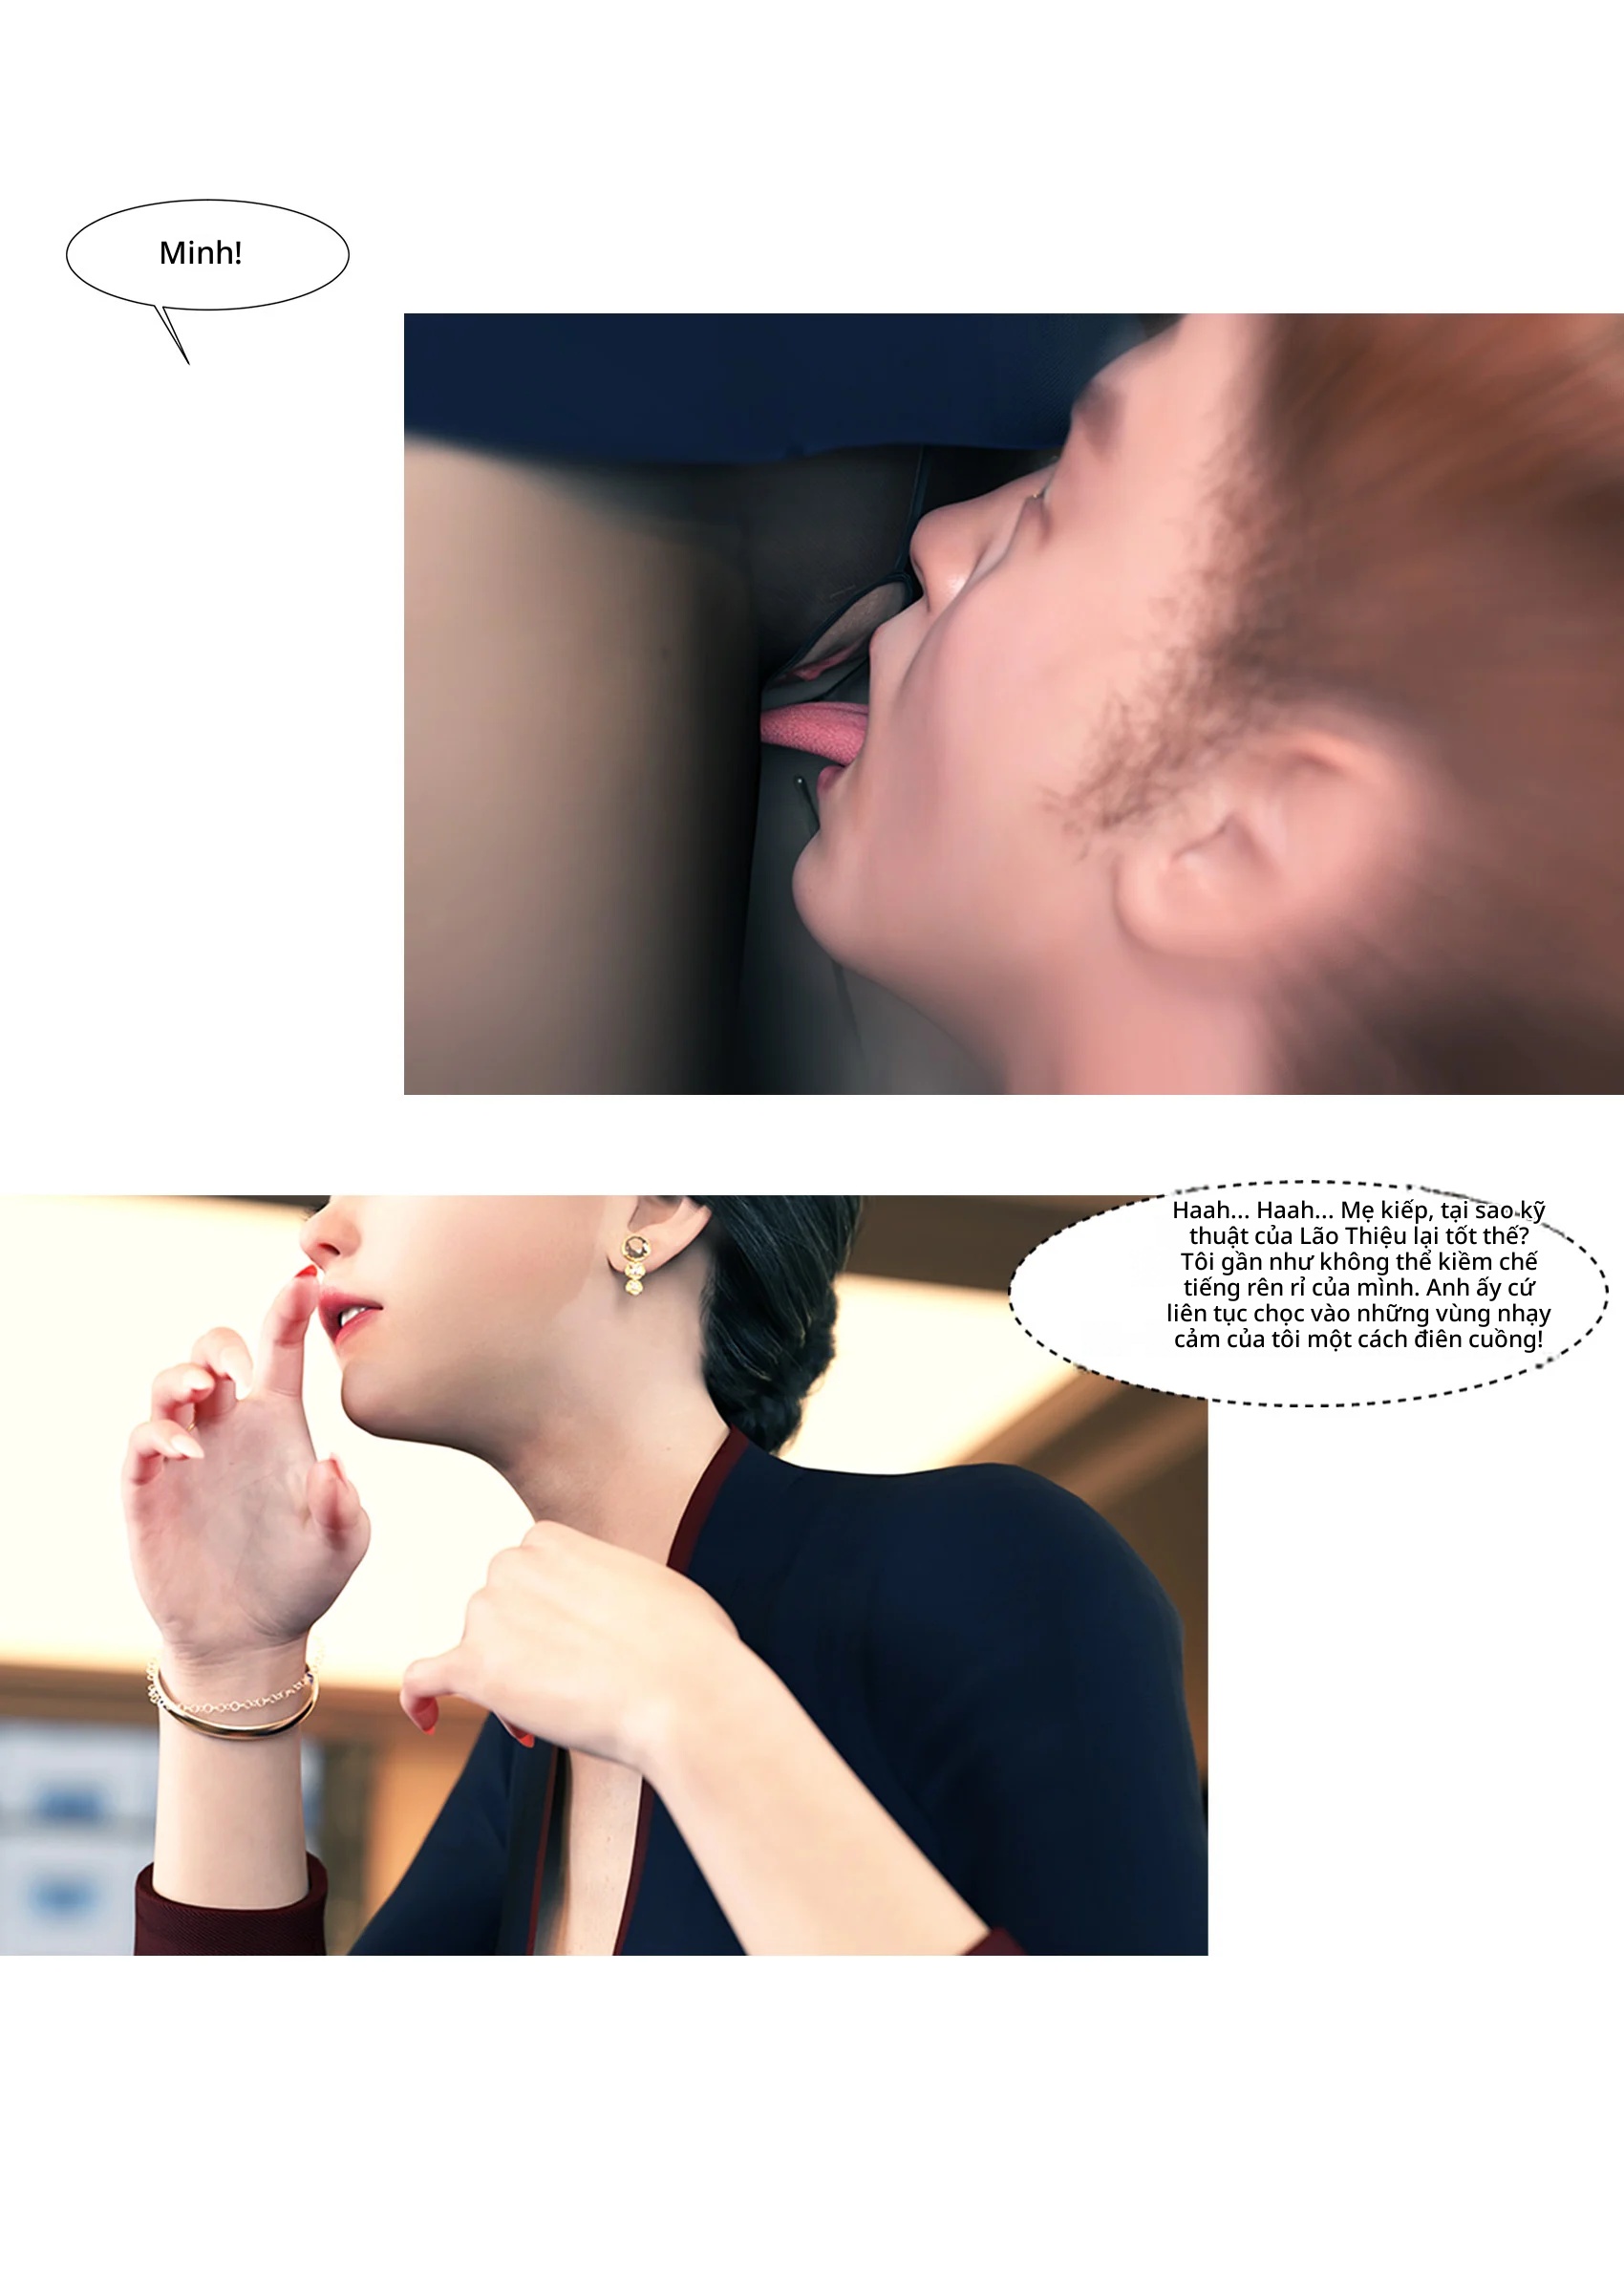 Minh!
Haah... Haah... Mẹ kiếp, tại sao kỹ
thuật của Lão Thiệu lại tốt thế?
Tôi gần như không thể kiềm chế
tiếng rên rỉ của mình. Anh ấy cứ
liên tục chọc vào những vùng nhạy
cảm của tôi một cách điên cuồng!